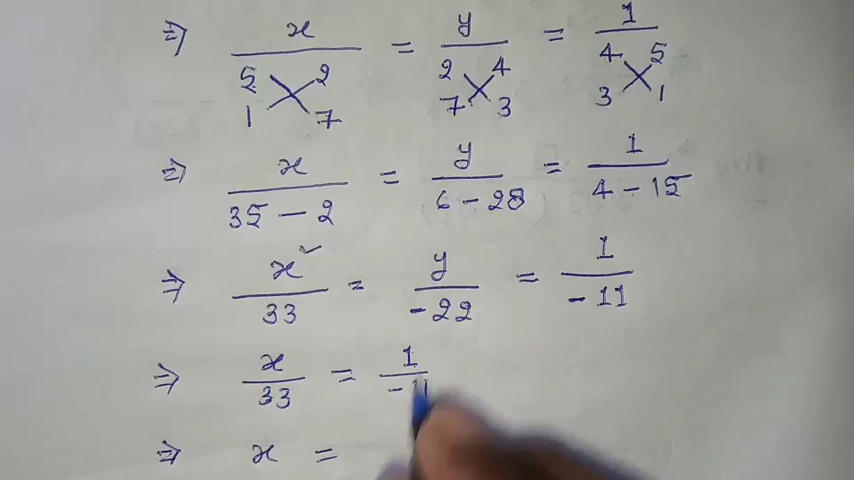 ⇒ x/(5 2 1 7) = y/(2 4 7 3) = 1/(4 5 3 1)
⇒ x/(35 - 2) = y/(6 - 28) = 1/(4 - 15)
⇒ x/33 = y/-22 = 1/-11
⇒ x/33 = 1/-11
⇒ x =